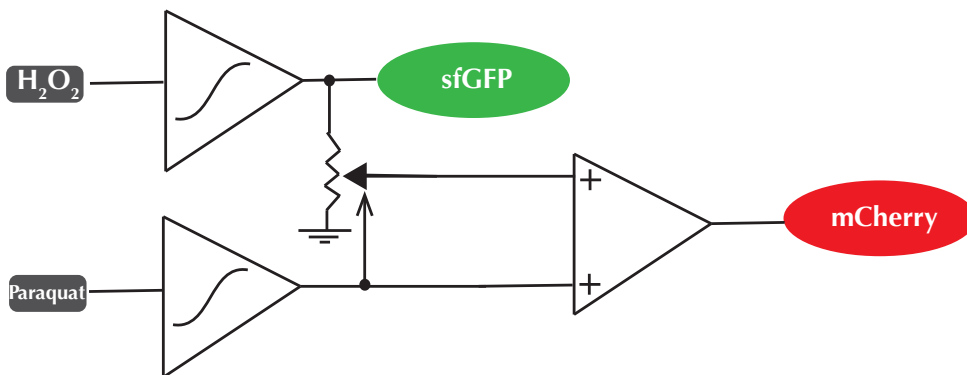 H₂O₂
sfGFP
+
mCherry
Paraquat
+